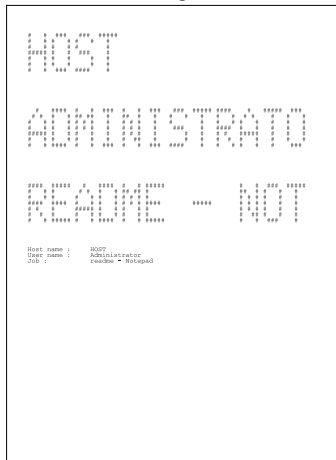 HOST
ADMINISTRATO
README - NOT
Host name : HOST
User name : Administrator
Job : readme - Notepad